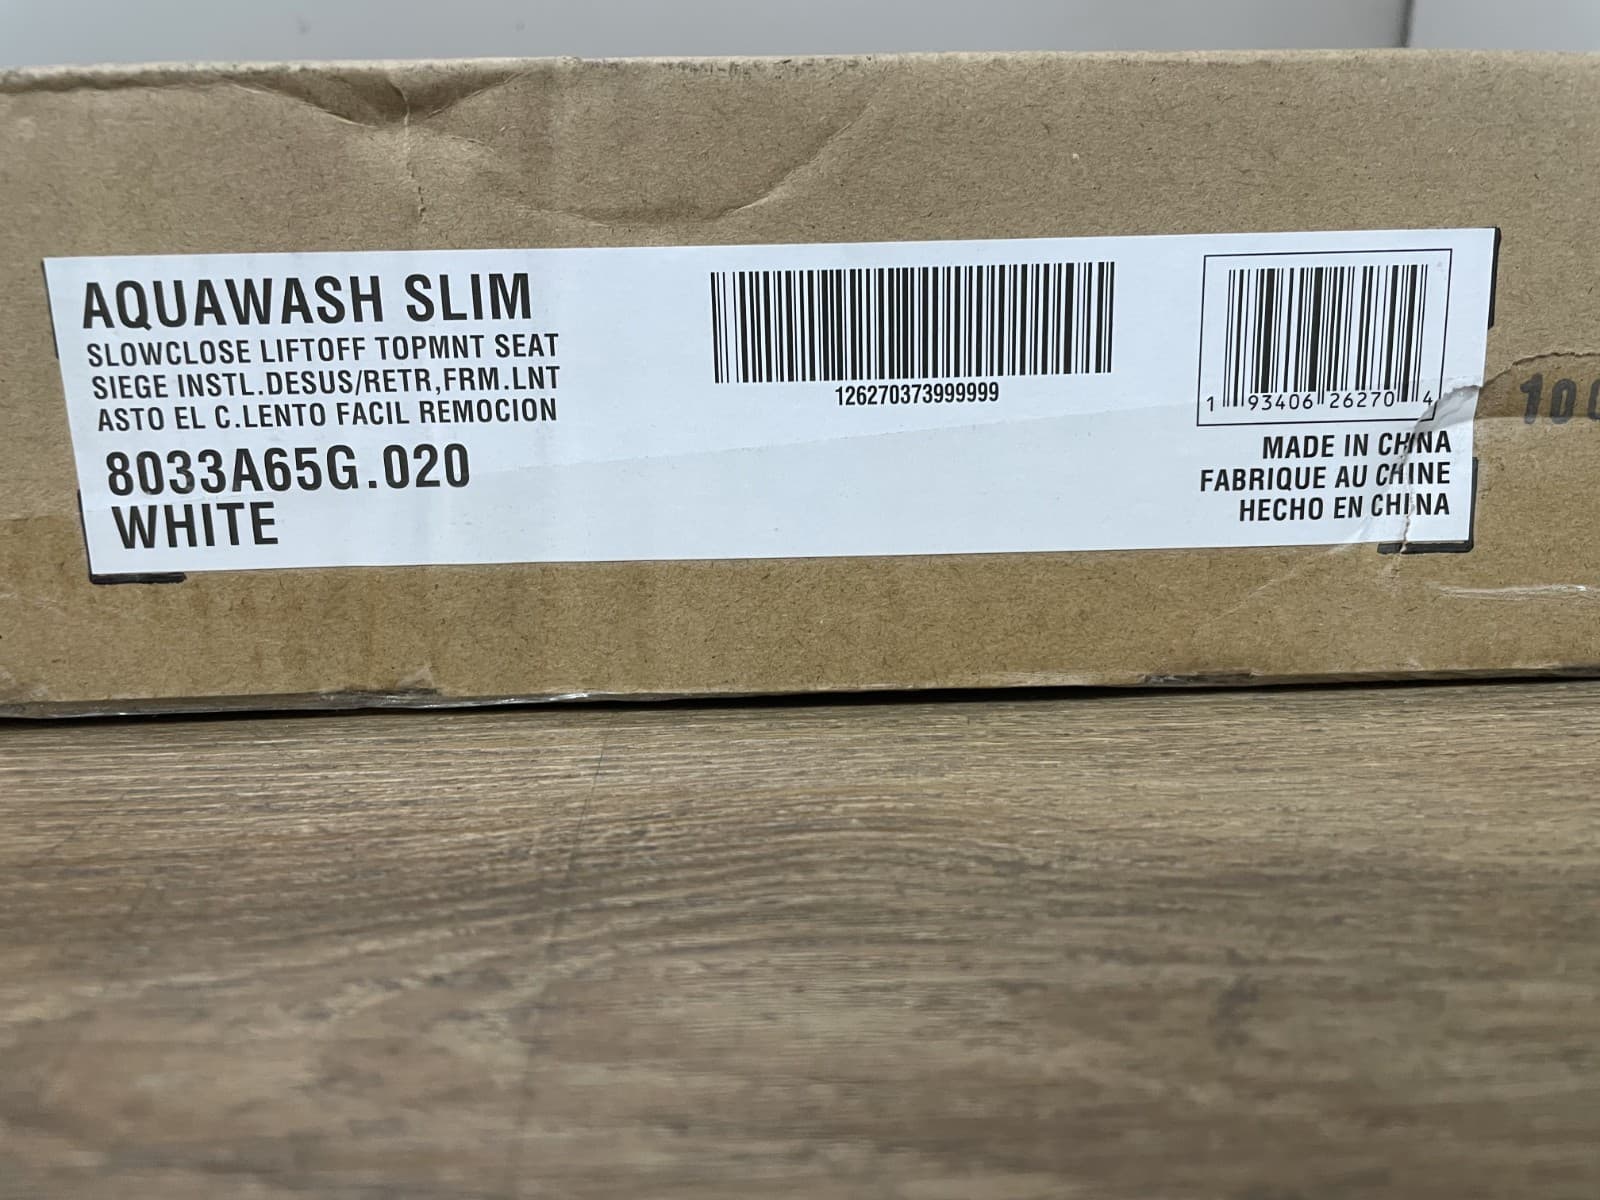 AQUAWASH SLIM
SLOWCLOSE LIFTOFF TOPMNT SEAT
SIEGE INSTL.DESUS/RETR,FRM.LNT
ASTO EL C.LENTO FACIL REMOCION
8033A65G.020
WHITE
126270373999999
1 93406 26270 4
MADE IN CHINA
FABRIQUE AU CHINE
HECHO EN CHINA